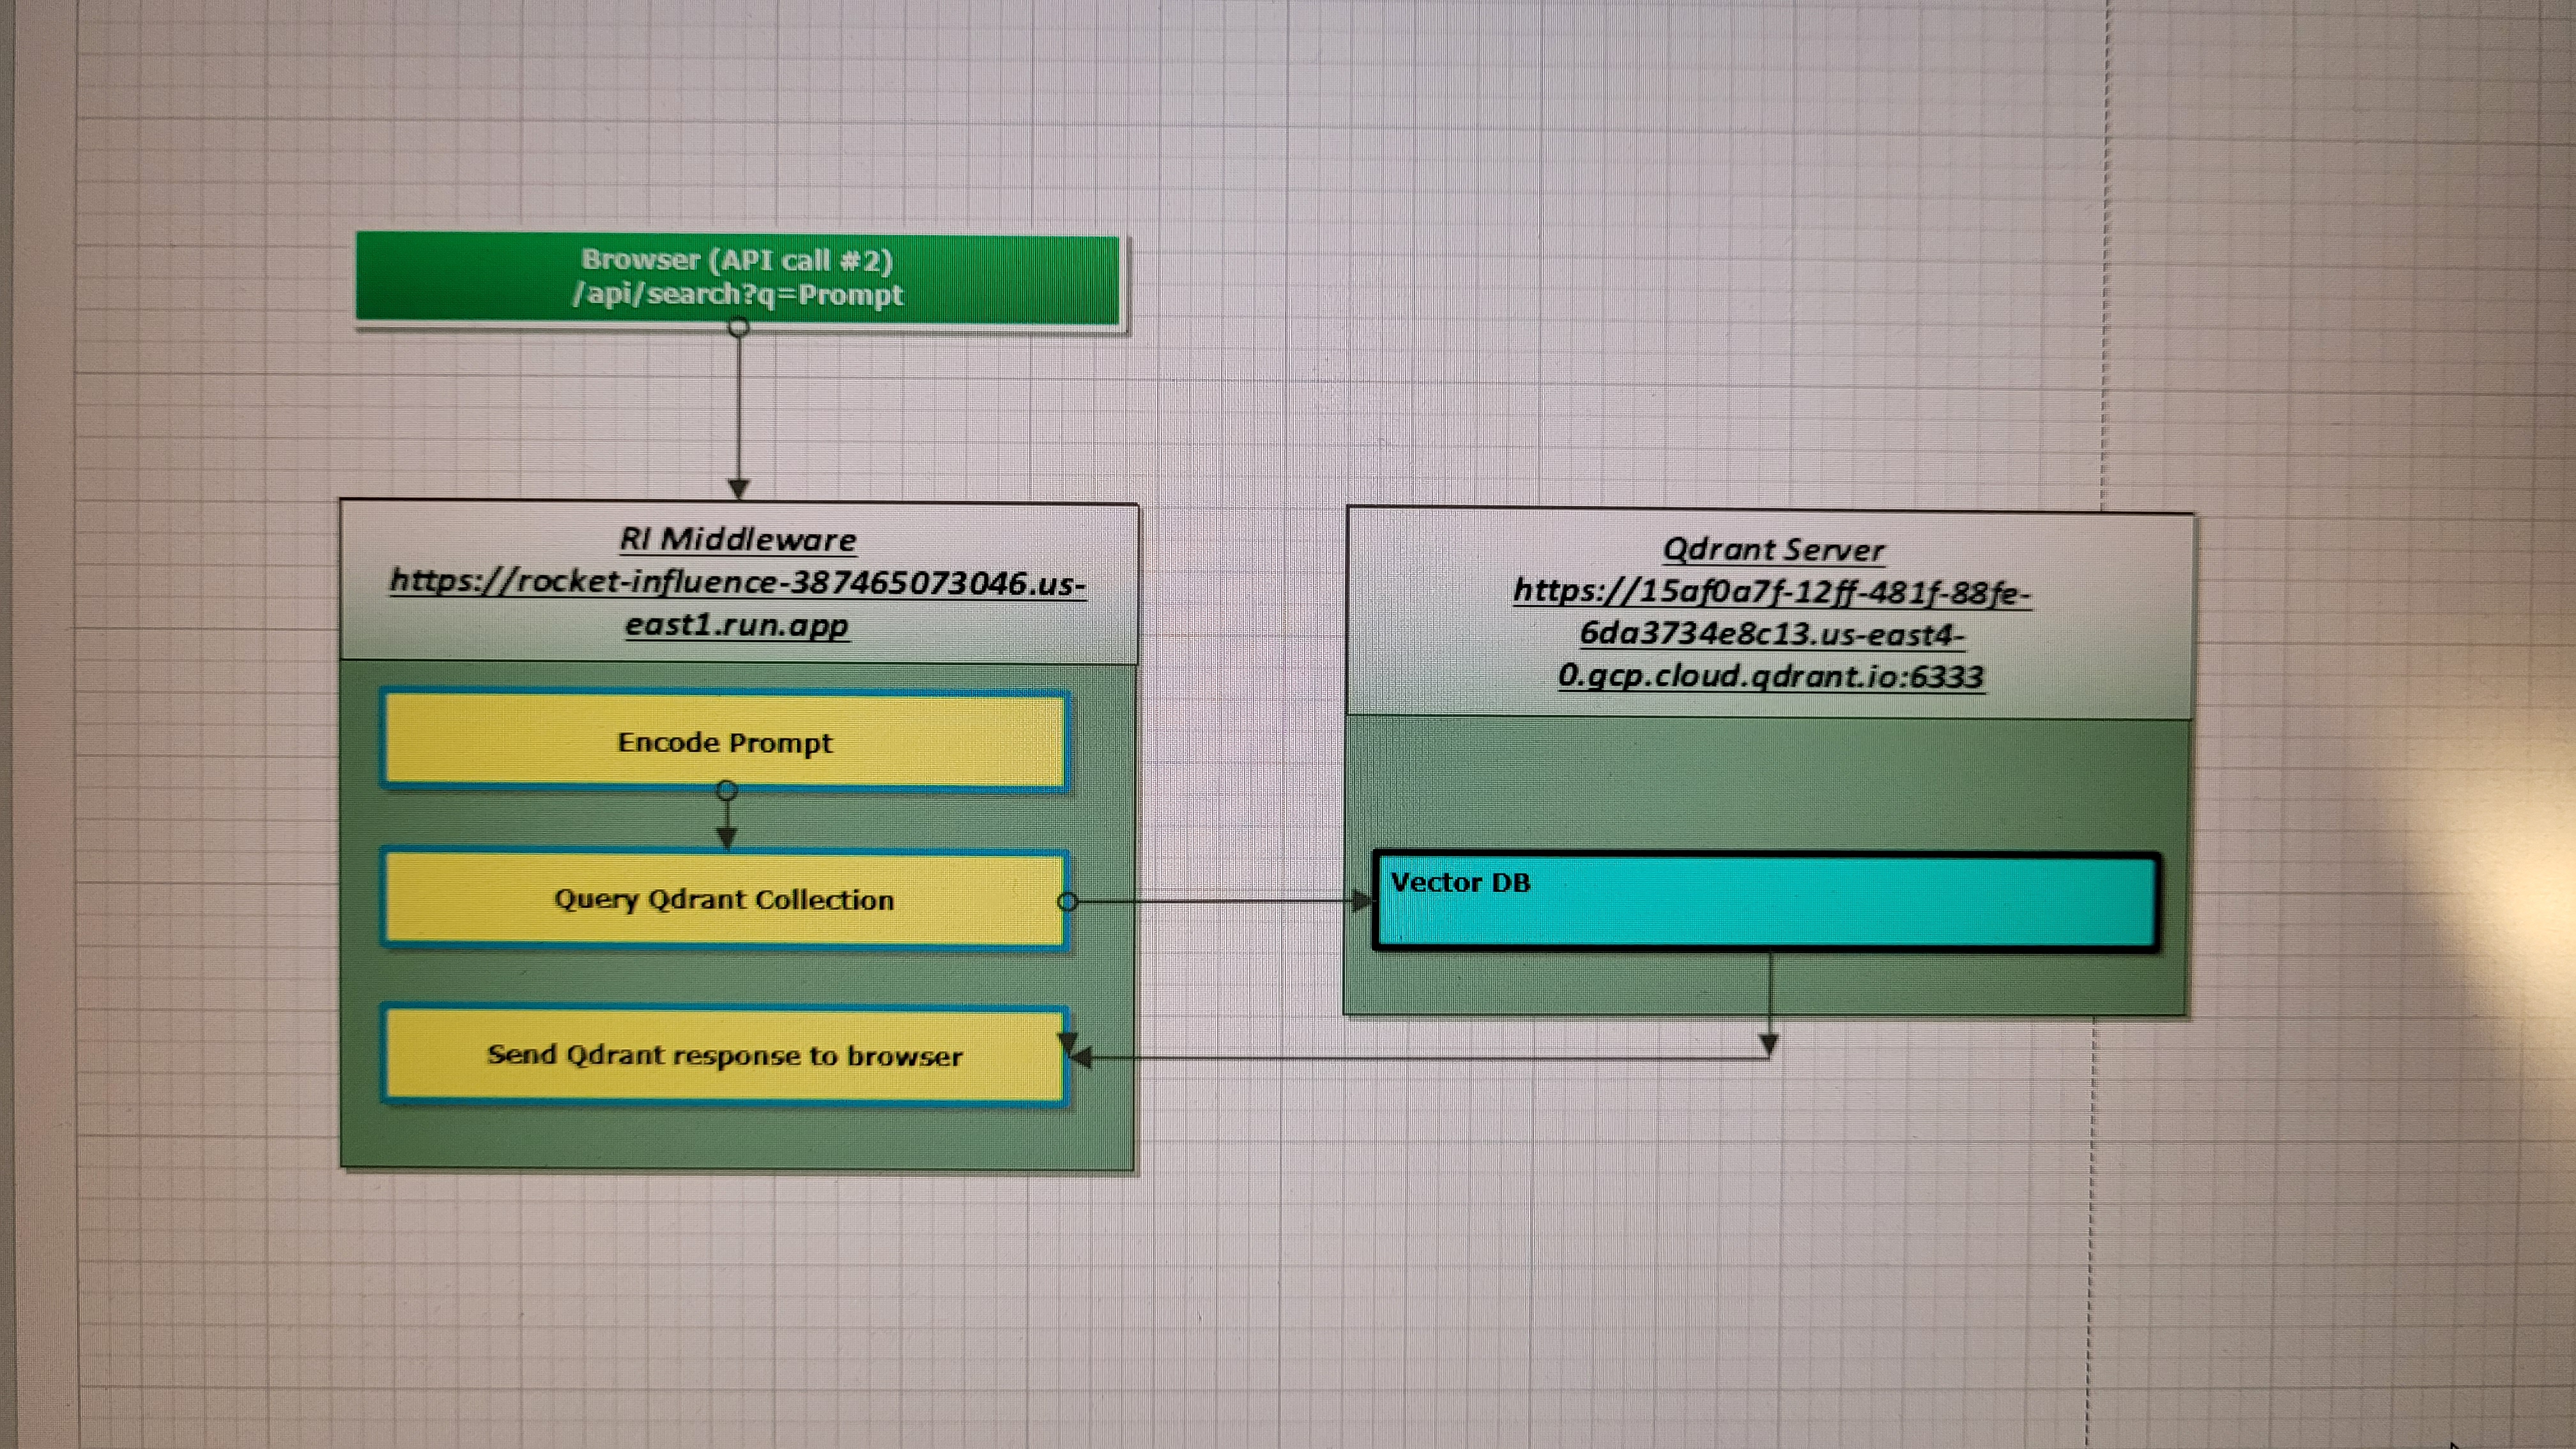 Browser (API call #2)
/api/search?q=Prompt
RI Middleware
https://rocket-influence-387465073046.us-
east1.run.app
Encode Prompt
Query Qdrant Collection
Send Qdrant response to browser
Qdrant Server
https://15af0a7f-12ff-481f-88fe-
6da3734e8c13.us-east4-
0.gcp.cloud.qdrant.io:6333
Vector DB